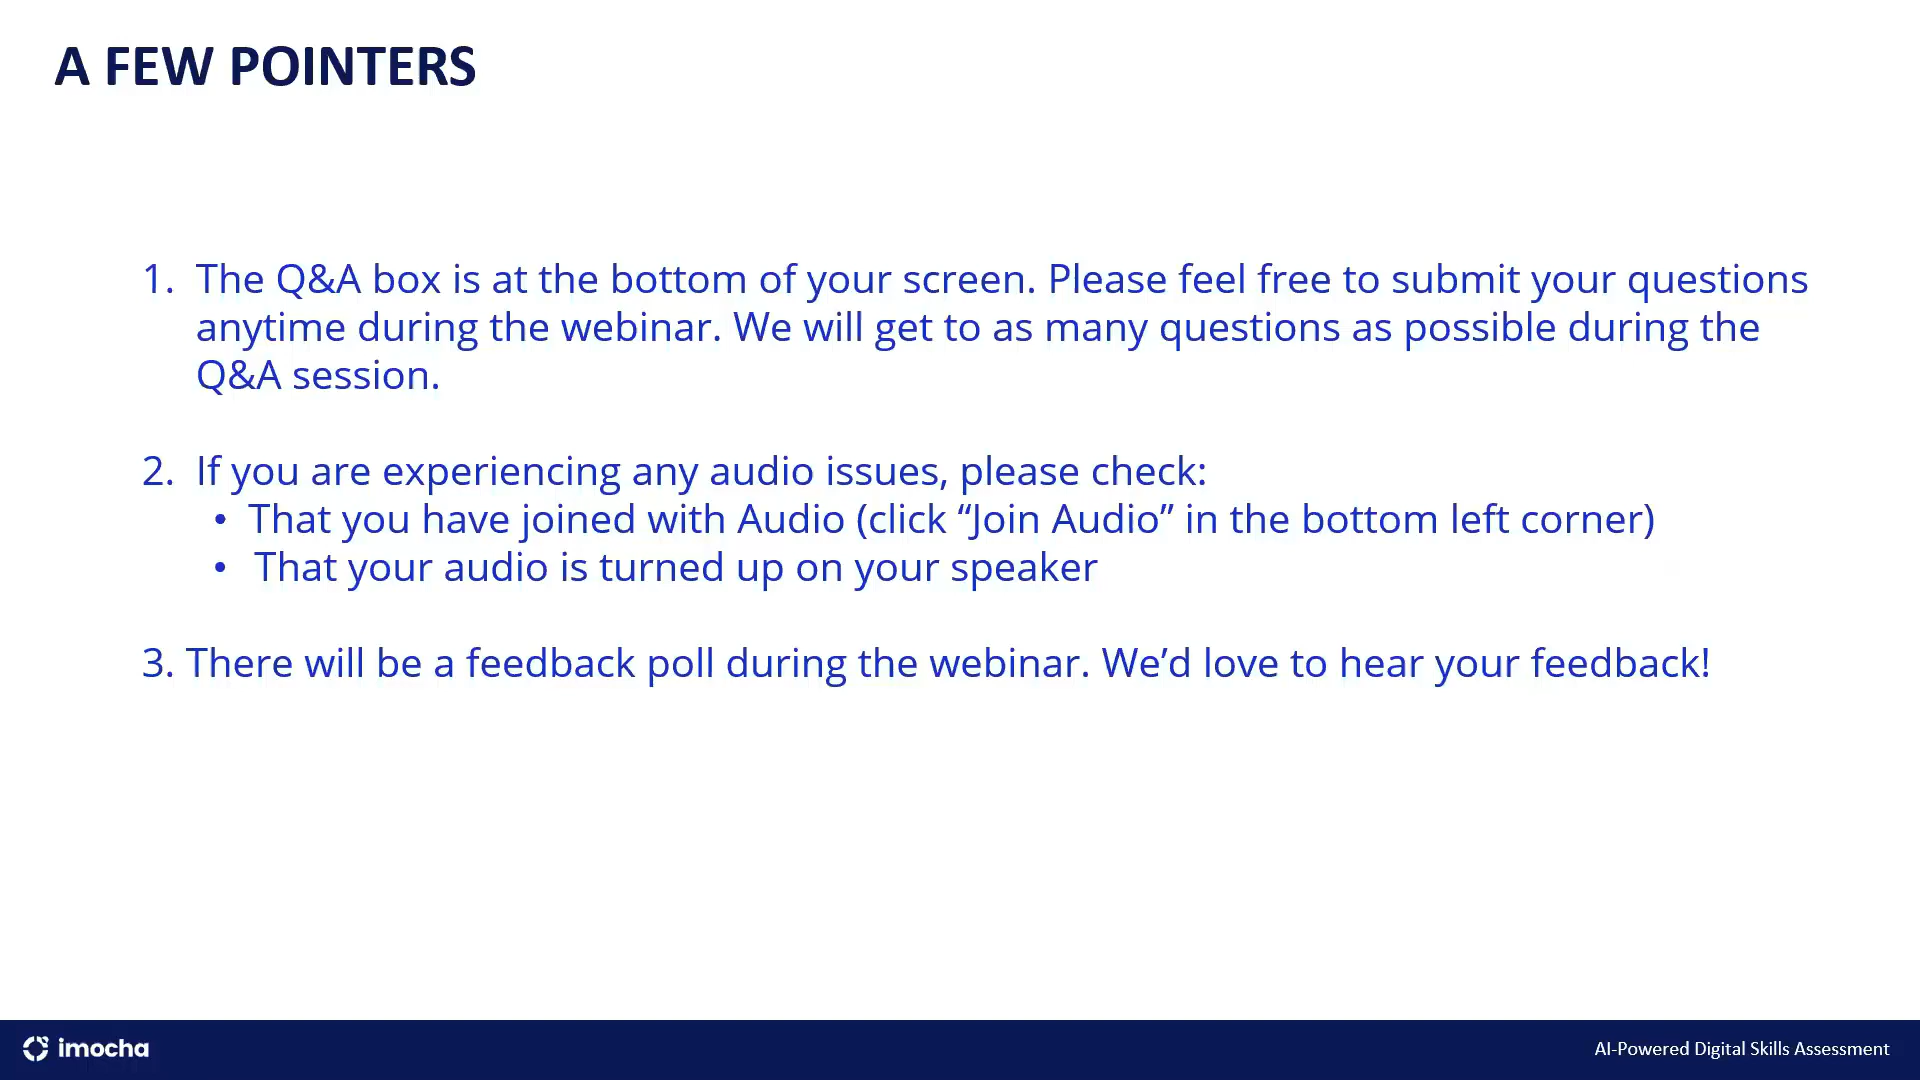 A FEW POINTERS
1. The Q&A box is at the bottom of your screen. Please feel free to submit your questions
anytime during the webinar. We will get to as many questions as possible during the
Q&A session.
2. If you are experiencing any audio issues, please check:
• That you have joined with Audio (click “Join Audio” in the bottom left corner)
• That your audio is turned up on your speaker
3. There will be a feedback poll during the webinar. We’d love to hear your feedback!
imocha
AI-Powered Digital Skills Assessment